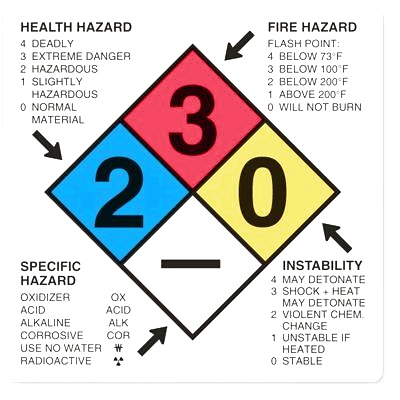 HEALTH HAZARD
4 DEADLY
3 EXTREME DANGER
2 HAZARDOUS
1 SLIGHTLY
HAZARDOUS
0 NORMAL
MATERIAL
FIRE HAZARD
FLASH POINT:
4 BELOW 73°F
3 BELOW 100°F
2 BELOW 200°F
1 ABOVE 200°F
0 WILL NOT BURN
3
2
0
—
SPECIFIC
HAZARD
OXIDIZER OX
ACID ACID
ALKALINE ALK
CORROSIVE COR
USE NO WATER W
RADIOACTIVE ☢
INSTABILITY
4 MAY DETONATE
3 SHOCK + HEAT
MAY DETONATE
2 VIOLENT CHEM.
CHANGE
1 UNSTABLE IF
HEATED
0 STABLE